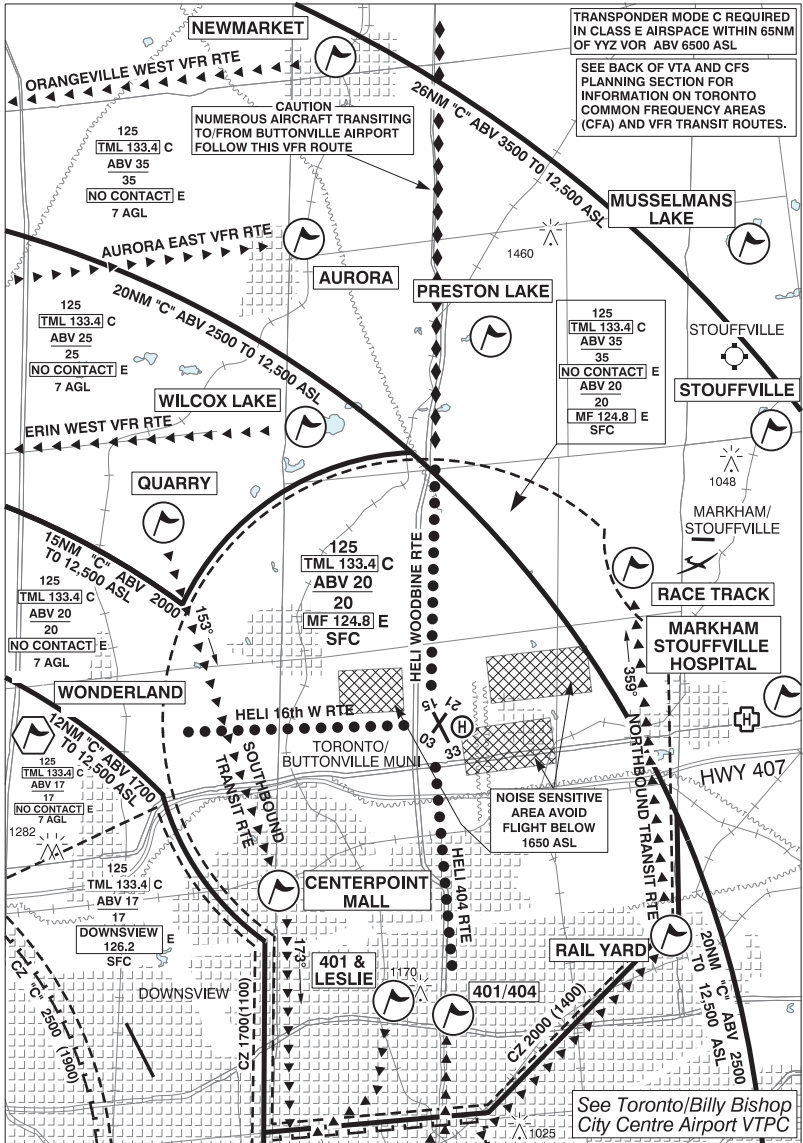 NEWMARKET
TRANSPONDER MODE C REQUIRED
IN CLASS E AIRSPACE WITHIN 65NM
OF YYZ VOR ABV 6500 ASL
SEE BACK OF VTA AND CFS
PLANNING SECTION FOR
INFORMATION ON TORONTO
COMMON FREQUENCY AREAS
(CFA) AND VFR TRANSIT ROUTES.
ORANGEVILLE WEST VFR RTE
CAUTION
NUMEROUS AIRCRAFT TRANSITING
TO/FROM BUTTONVILLE AIRPORT
FOLLOW THIS VFR ROUTE
26NM "C" ABV 3500 T0 12,500 ASL
125
TML 133.4 C
ABV 35
35
NO CONTACT E
7 AGL
MUSSELMANS
LAKE
AURORA EAST VFR RTE
1460
AURORA
PRESTON LAKE
20NM "C" ABV 2500 T0 12,500 ASL
125
TML 133.4 C
ABV 25
25
NO CONTACT E
7 AGL
125
TML 133.4 C
ABV 35
35
NO CONTACT E
ABV 20
20
MF 124.8 E
SFC
STOUFFVILLE
STOUFFVILLE
WILCOX LAKE
ERIN WEST VFR RTE
1048
QUARRY
MARKHAM/
STOUFFVILLE
15NM "C" ABV 2000
T0 12,500 ASL
125
TML 133.4 C
ABV 20
20
MF 124.8 E
SFC
HELI WOODBINE RTE
RACE TRACK
125
TML 133.4 C
ABV 20
20
NO CONTACT E
7 AGL
153°
MARKHAM
STOUFFVILLE
HOSPITAL
359°
WONDERLAND
HELI 16th W RTE
15
21
03
33
H
H
TORONTO/
BUTTONVILLE MUNI
SOUTHBOUND
TRANSIT RTE
NORTHBOUND TRANSIT RTE
12NM "C" ABV 1700
T0 12,500 ASL
125
TML 133.4 C
ABV 17
17
NO CONTACT E
7 AGL
HWY 407
1282
NOISE SENSITIVE
AREA AVOID
FLIGHT BELOW
1650 ASL
125
TML 133.4 C
ABV 17
17
DOWNSVIEW
126.2
E
SFC
CENTERPOINT
MALL
HELI 404 RTE
173°
401 &
LESLIE
1170
401/404
RAIL YARD
DOWNSVIEW
CZ "C" 2500 (1900)
CZ 1700(1100)
CZ 2000 (1400)
20NM "C" ABV 2500
T0 12,500 ASL
1025
See Toronto/Billy Bishop
City Centre Airport VTPC